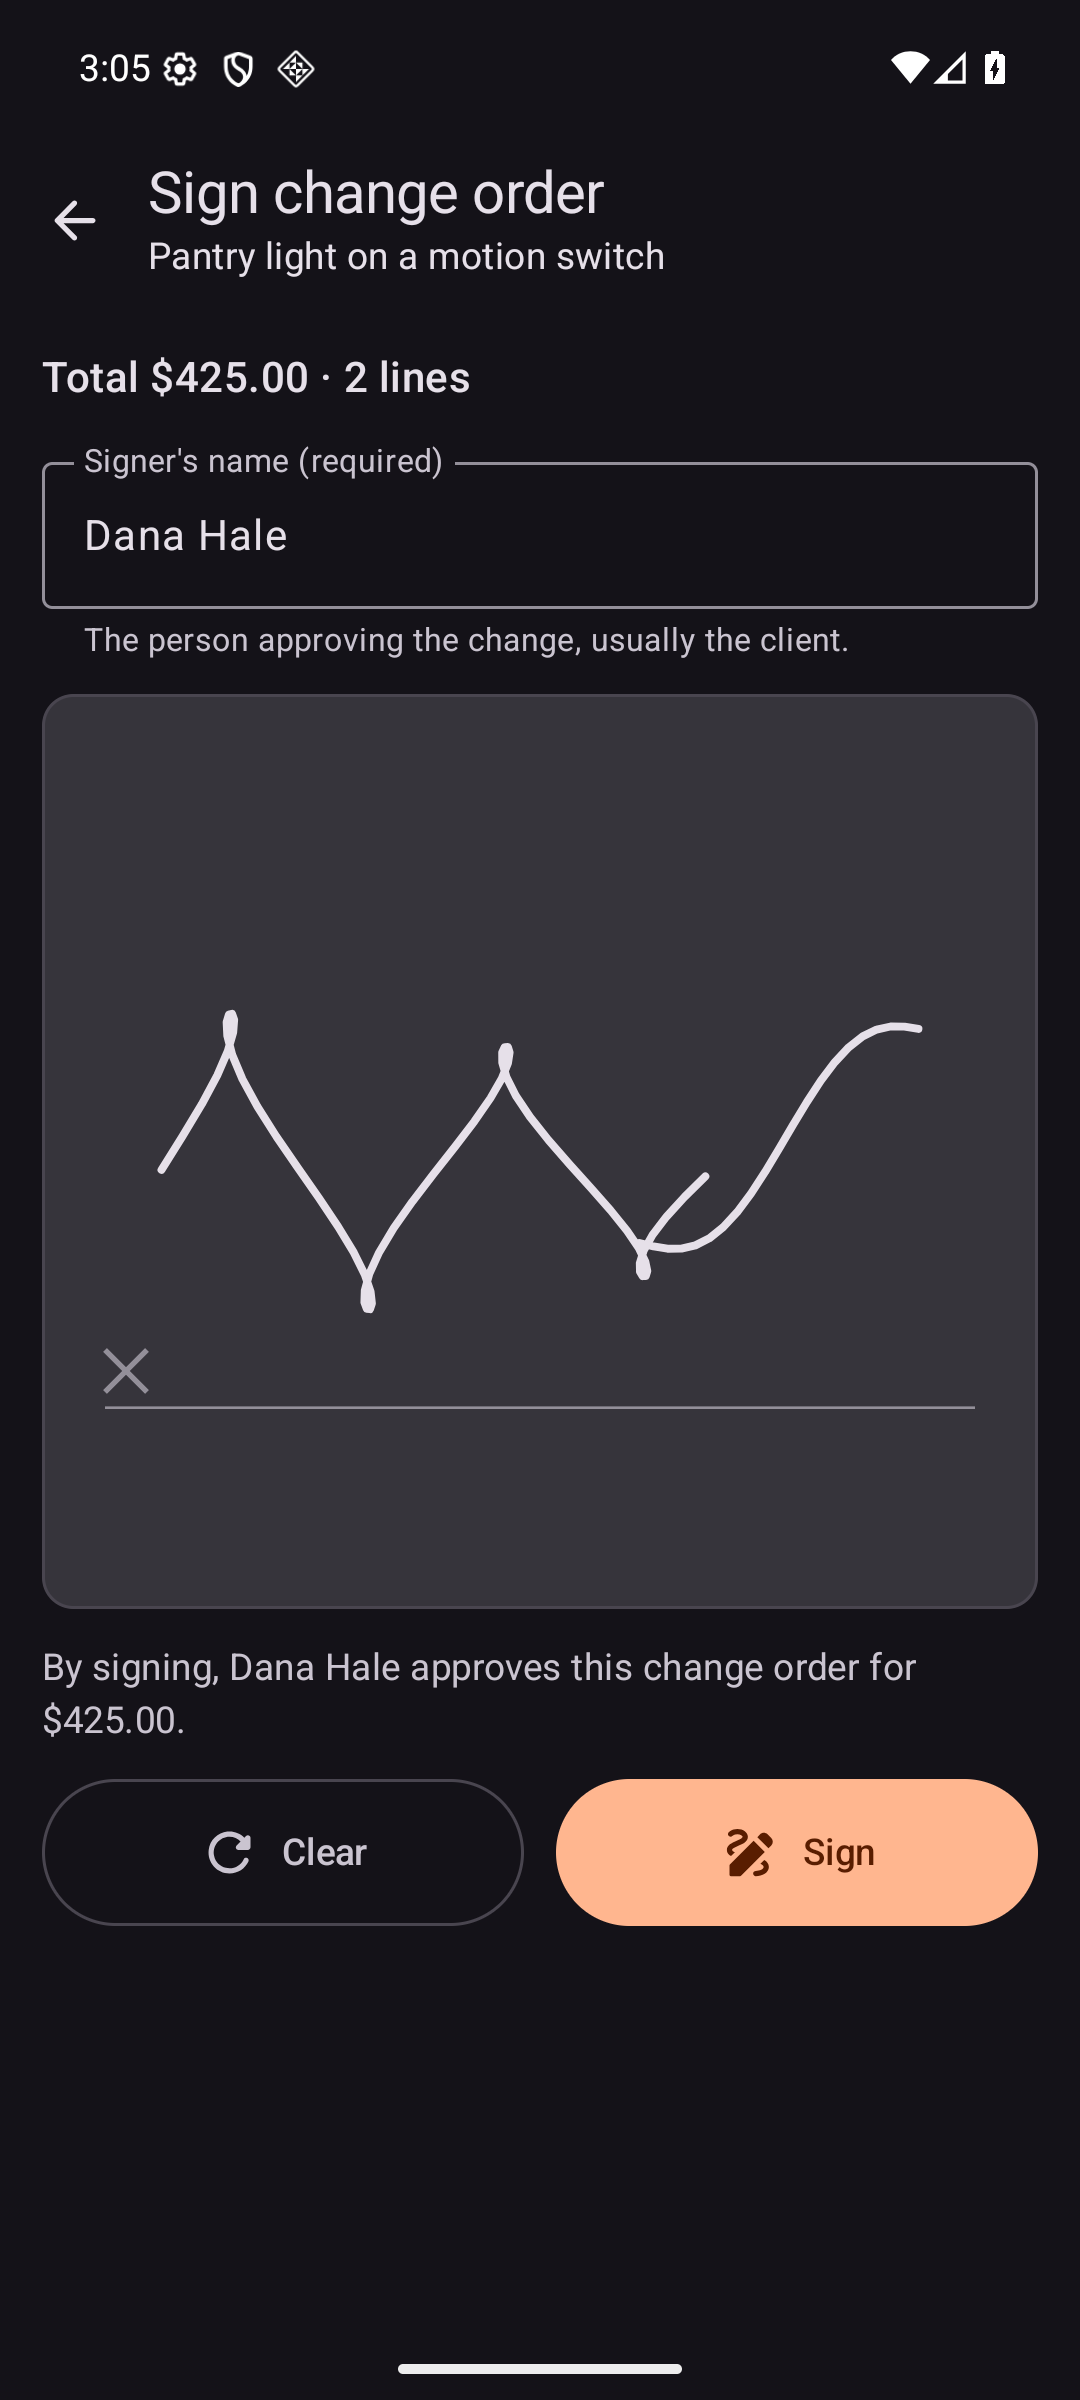 3:05
Sign change order
Pantry light on a motion switch
Total $425.00 · 2 lines
Signer's name (required)
Dana Hale
The person approving the change, usually the client.
By signing, Dana Hale approves this change order for
$425.00.
Clear
Sign